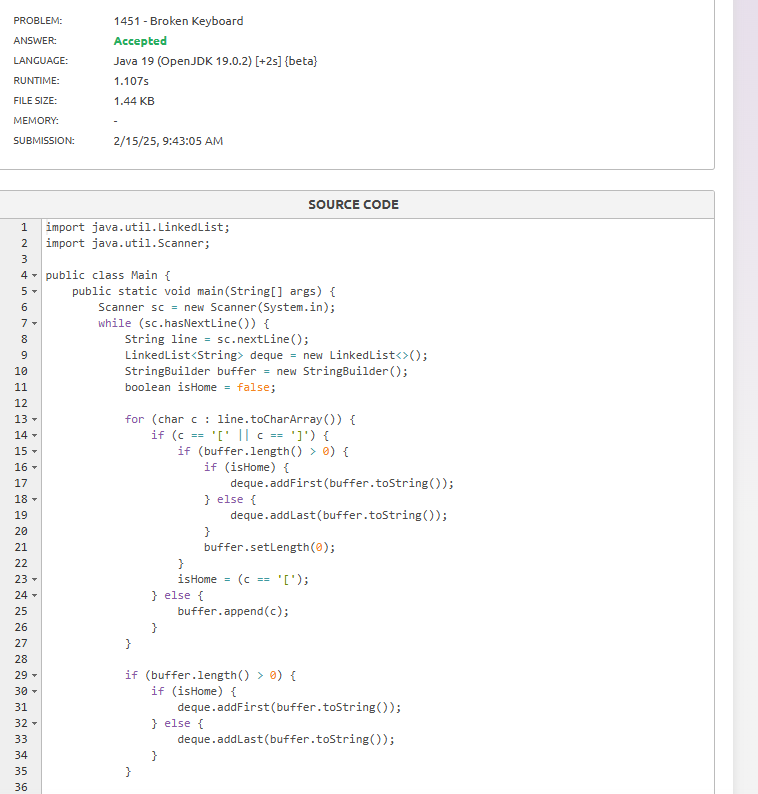 PROBLEM: 1451 - Broken Keyboard
ANSWER: Accepted
LANGUAGE: Java 19 (OpenJDK 19.0.2) [+2s] {beta}
RUNTIME: 1.107s
FILE SIZE: 1.44 KB
MEMORY: -
SUBMISSION: 2/15/25, 9:43:05 AM
SOURCE CODE
1 import java.util.LinkedList;
2 import java.util.Scanner;
3
4 public class Main {
5     public static void main(String[] args) {
6         Scanner sc = new Scanner(System.in);
7         while (sc.hasNextLine()) {
8             String line = sc.nextLine();
9             LinkedList<String> deque = new LinkedList<>();
10             StringBuilder buffer = new StringBuilder();
11             boolean isHome = false;
12
13             for (char c : line.toCharArray()) {
14                 if (c == '[' || c == ']') {
15                     if (buffer.length() > 0) {
16                         if (isHome) {
17                             deque.addFirst(buffer.toString());
18                         } else {
19                             deque.addLast(buffer.toString());
20                         }
21                         buffer.setLength(0);
22                     }
23                     isHome = (c == '[');
24                 } else {
25                     buffer.append(c);
26                 }
27             }
28
29             if (buffer.length() > 0) {
30                 if (isHome) {
31                     deque.addFirst(buffer.toString());
32                 } else {
33                     deque.addLast(buffer.toString());
34                 }
35             }
36